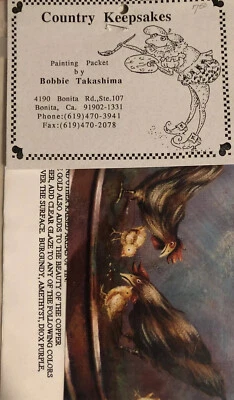 Country Keepsakes
Painting Packet
by
Bobbie Takashima
4190 Bonita Rd.,Ste.107
Bonita, Ca. 91902-1331
Phone:(619)470-3941
Fax:(619)470-2078
GOLD ALSO ADDS TO THE BEAUTY OF THE COPPER
ER. ADD CLEAR GLAZE TO ANY OF THE FOLLOWING COLORS
VER THE SURFACE. BURGUNDY, AMETHYST, DIOX PURPLE,